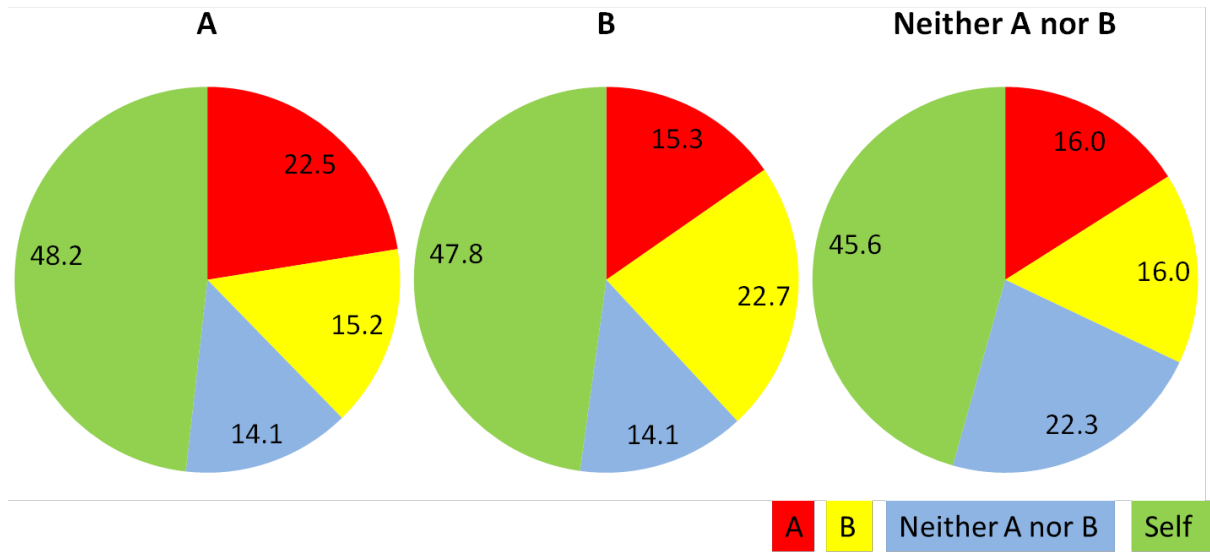 A
B
Neither A nor B
22.5
15.2
14.1
48.2
15.3
22.7
14.1
47.8
16.0
16.0
22.3
45.6
A
B
Neither A nor B
Self